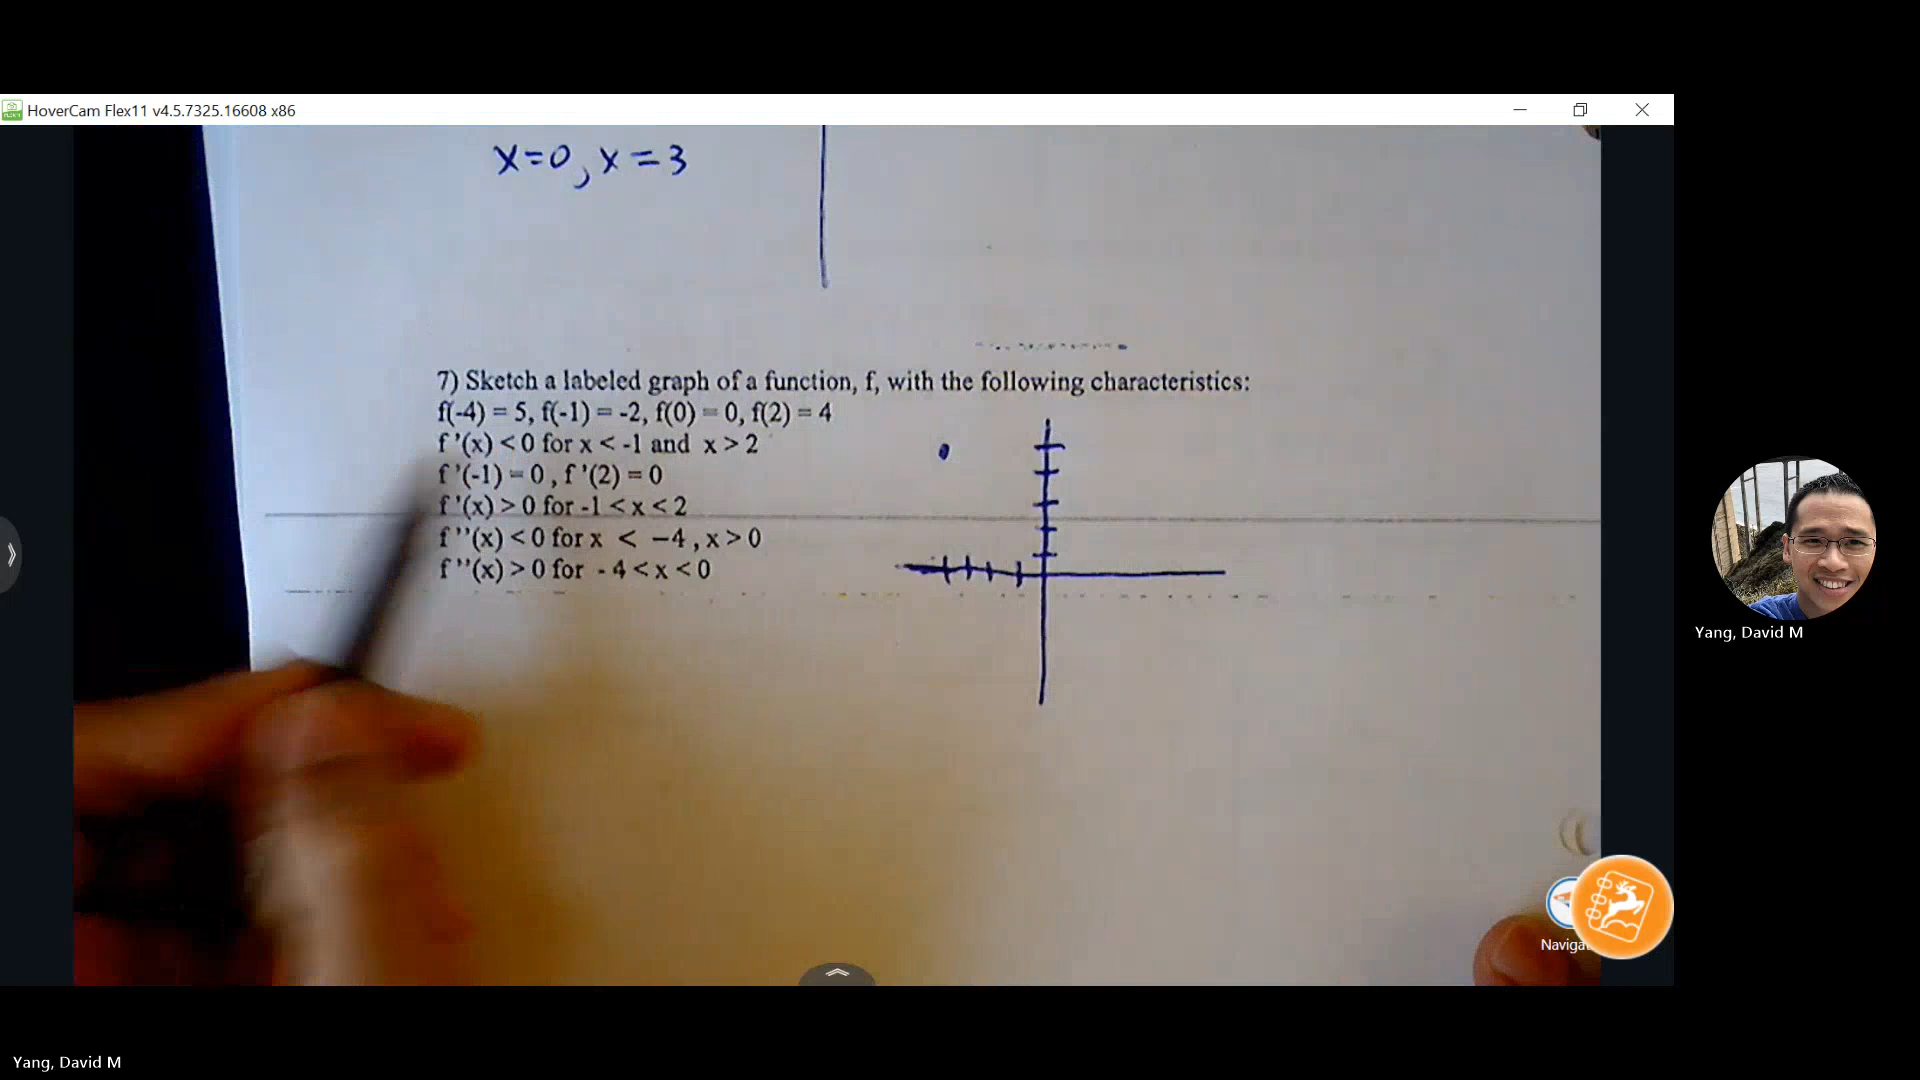 HoverCam Flex11 v4.5.7325.16608 x86
x=0, x=3
7) Sketch a labeled graph of a function, f, with the following characteristics:
f(-4) = 5, f(-1) = -2, f(0) = 0, f(2) = 4
f '(x) < 0 for x < -1 and x > 2
f '(-1) = 0 , f '(2) = 0
f '(x) > 0 for -1 < x < 2
f ''(x) < 0 for x < −4 , x > 0
f ''(x) > 0 for - 4 < x < 0
Yang, David M
Yang, David M